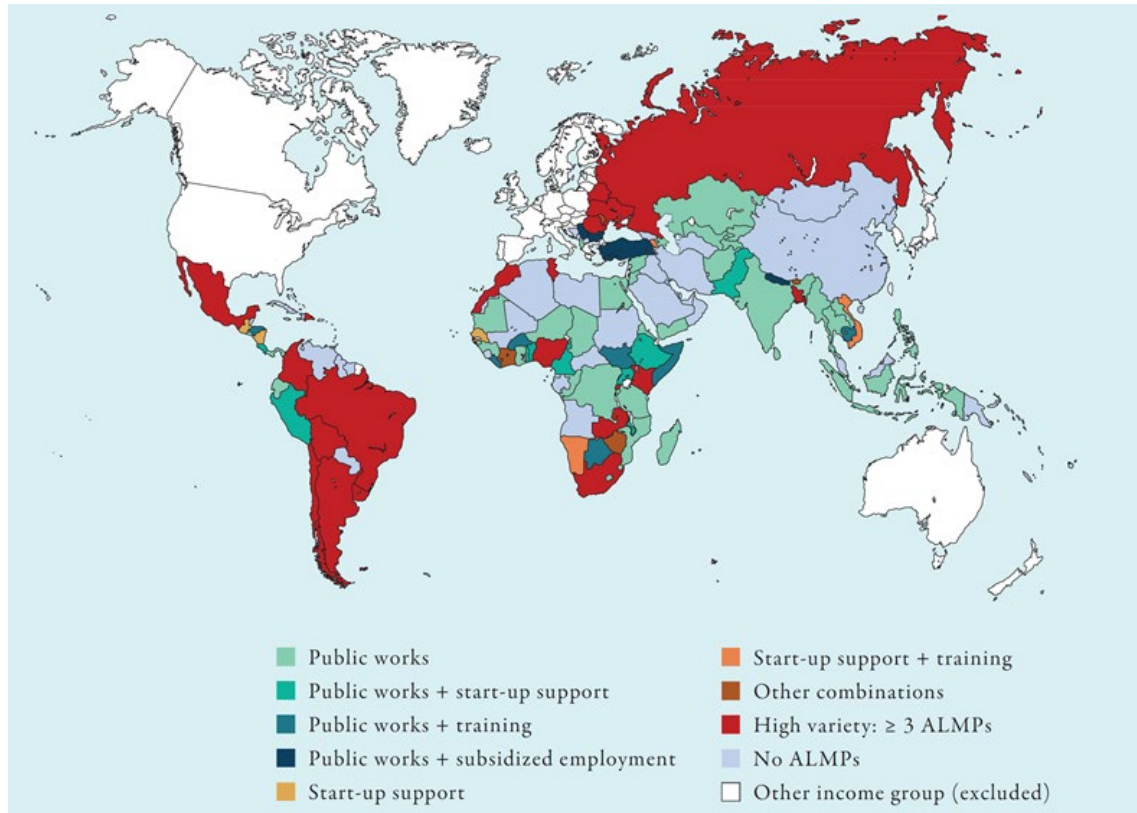 Public works
Public works + start-up support
Public works + training
Public works + subsidized employment
Start-up support
Start-up support + training
Other combinations
High variety: ≥ 3 ALMPs
No ALMPs
Other income group (excluded)